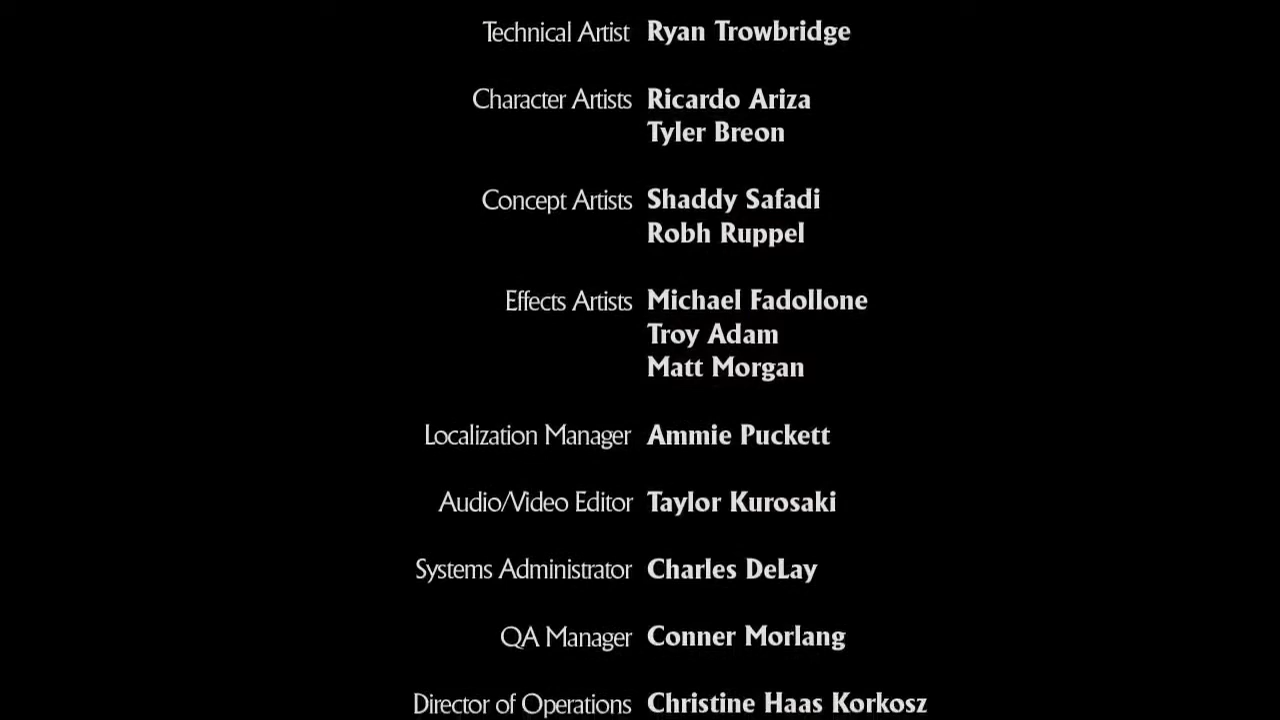 Technical Artist Ryan Trowbridge
Character Artists Ricardo Ariza
Tyler Breon
Concept Artists Shaddy Safadi
Robh Ruppel
Effects Artists Michael Fadollone
Troy Adam
Matt Morgan
Localization Manager Ammie Puckett
Audio/Video Editor Taylor Kurosaki
Systems Administrator Charles DeLay
QA Manager Conner Morlang
Director of Operations Christine Haas Korkosz